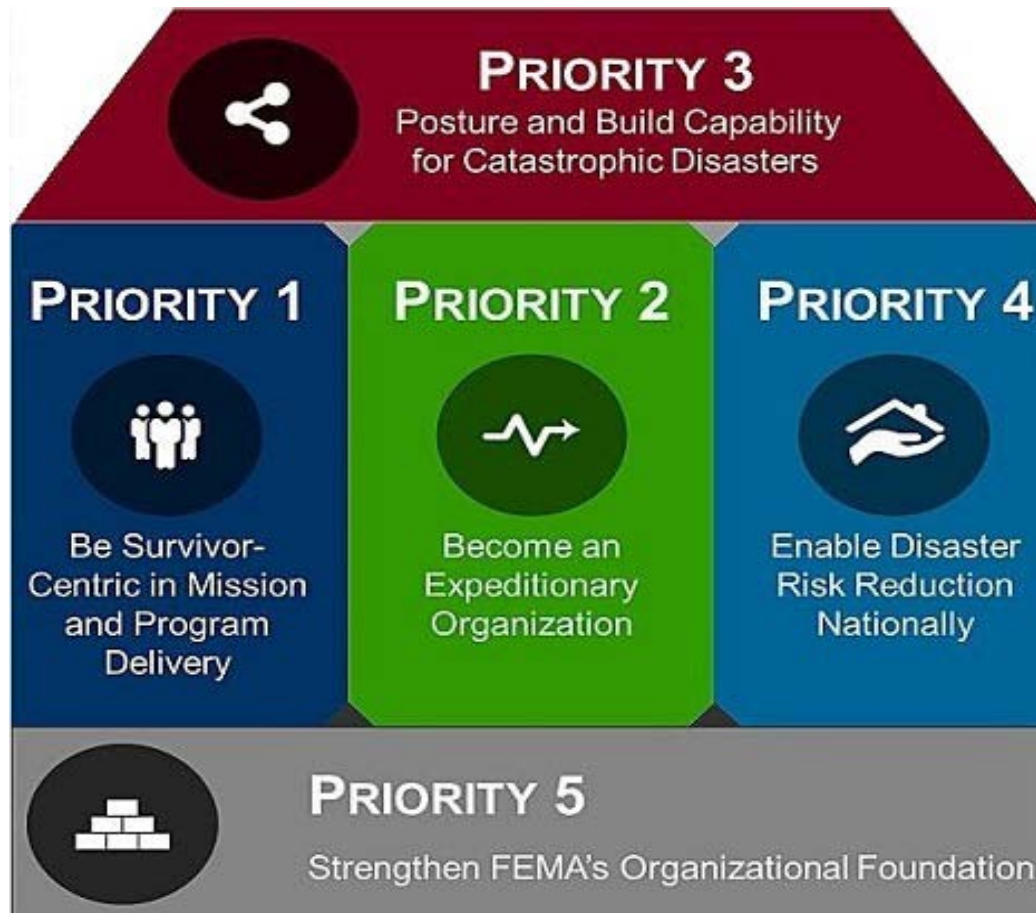 PRIORITY 3
Posture and Build Capability
for Catastrophic Disasters
PRIORITY 1
Be Survivor-
Centric in Mission
and Program
Delivery
PRIORITY 2
Become an
Expeditionary
Organization
PRIORITY 4
Enable Disaster
Risk Reduction
Nationally
PRIORITY 5
Strengthen FEMA's Organizational Foundation